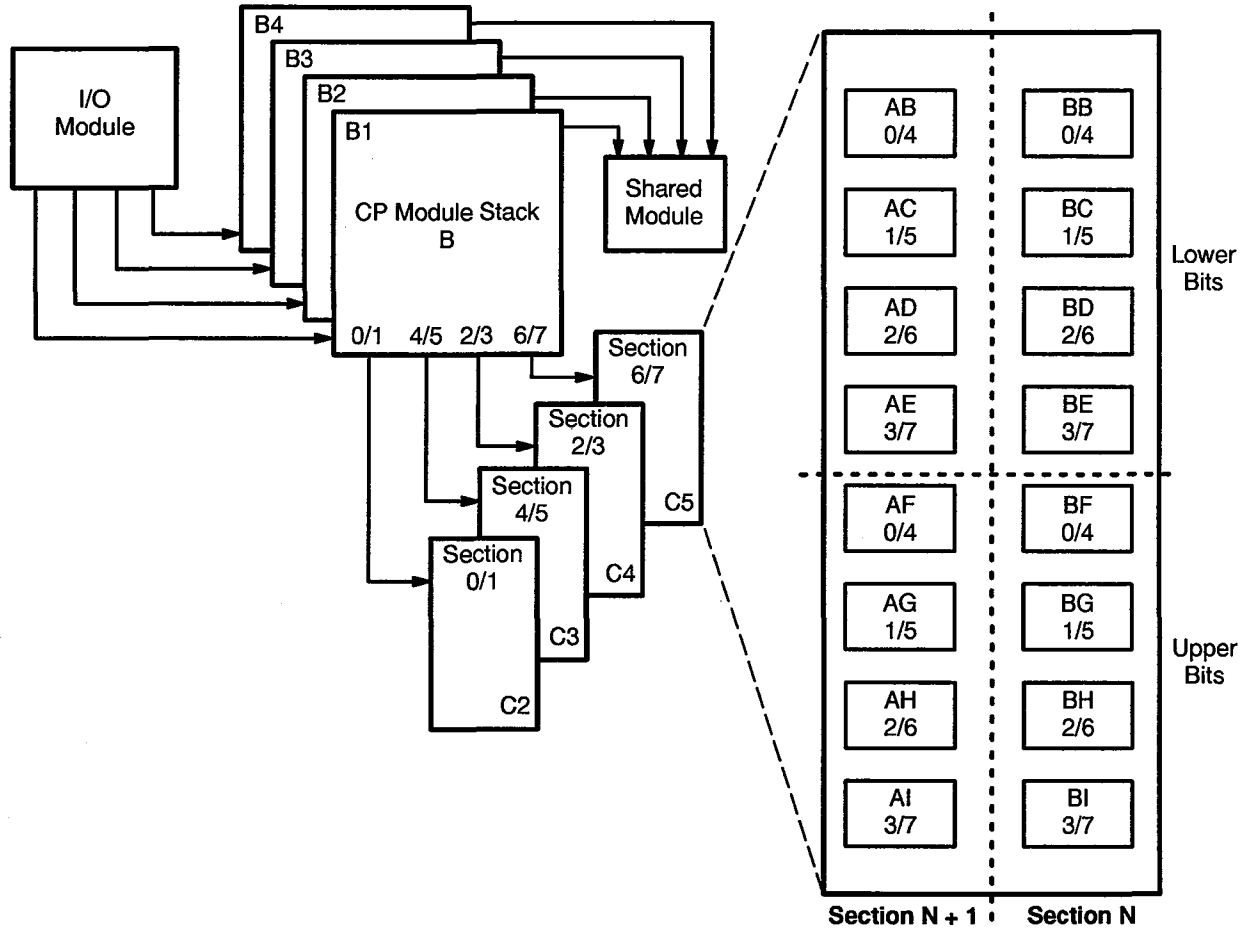 B4
B3
B2
B1
I/O
Module
CP Module Stack
B
0/1 4/5 2/3 6/7
Shared
Module
Section
6/7
C5
Section
2/3
C4
Section
4/5
C3
Section
0/1
C2
AB
0/4
BB
0/4
AC
1/5
BC
1/5
AD
2/6
BD
2/6
AE
3/7
BE
3/7
Lower
Bits
AF
0/4
BF
0/4
AG
1/5
BG
1/5
AH
2/6
BH
2/6
AI
3/7
BI
3/7
Upper
Bits
Section N + 1
Section N